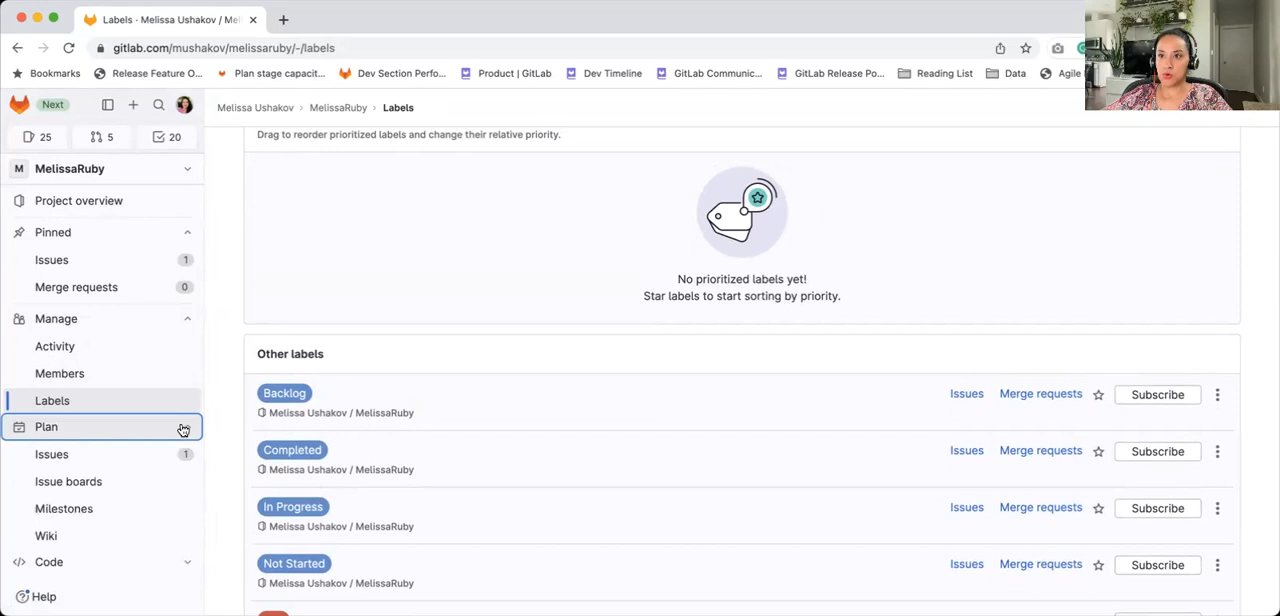 Labels · Melissa Ushakov / Mel
gitlab.com/mushakov/melissaruby/-/labels
Bookmarks Release Feature O... Plan stage capacit... Dev Section Perfo... Product | GitLab Dev Timeline GitLab Communic... GitLab Release Po... Reading List Data Agile
Next
Melissa Ushakov › MelissaRuby › Labels
25 5 20
M MelissaRuby
Project overview
Pinned
Issues 1
Merge requests 0
Manage
Activity
Members
Labels
Plan
Issues 1
Issue boards
Milestones
Wiki
Code
Help
Drag to reorder prioritized labels and change their relative priority.
No prioritized labels yet!
Star labels to start sorting by priority.
Other labels
Backlog Issues Merge requests Subscribe
Melissa Ushakov / MelissaRuby
Completed Issues Merge requests Subscribe
Melissa Ushakov / MelissaRuby
In Progress Issues Merge requests Subscribe
Melissa Ushakov / MelissaRuby
Not Started Issues Merge requests Subscribe
Melissa Ushakov / MelissaRuby